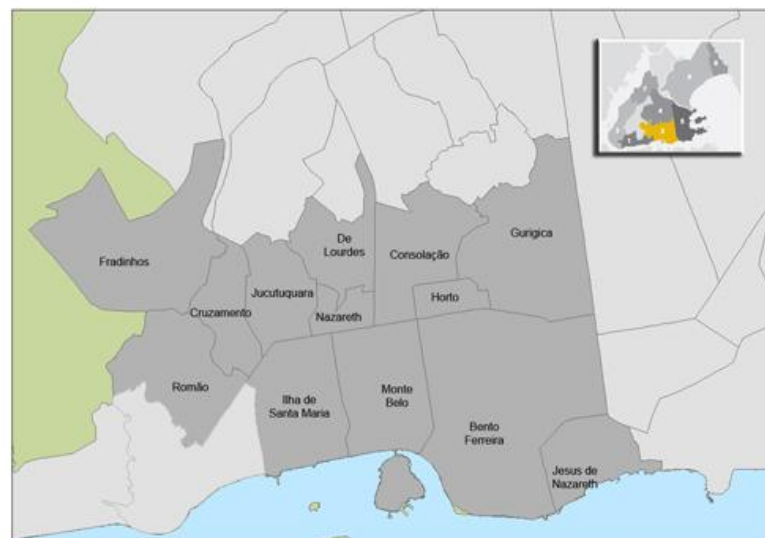 De
Lourdes
Gurigica
Fradinhos
Consolação
Jucutuquara
Horto
Cruzamento
Nazareth
Romão
Ilha de
Santa Maria
Monte
Belo
Bento
Ferreira
Jesus de
Nazareth